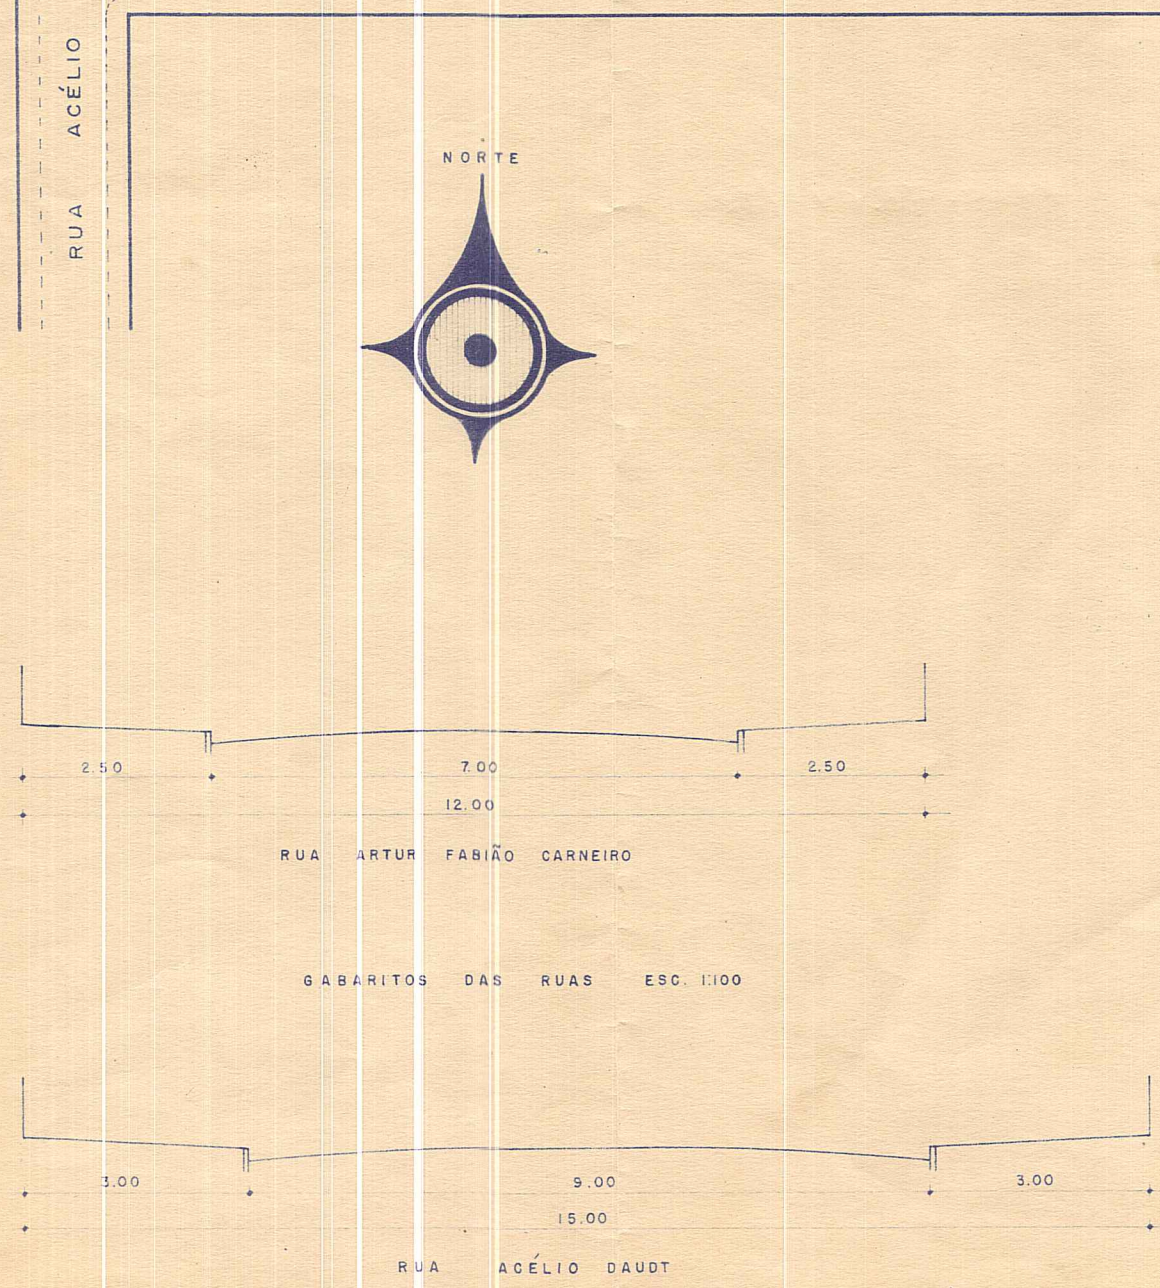 RUA ACÉLIO
NORTE
2.50 7.00 2.50
12.00
RUA ARTUR FABIÃO CARNEIRO
GABARITOS DAS RUAS ESC. 1:100
3.00 9.00 3.00
15.00
RUA ACÉLIO DAUDT